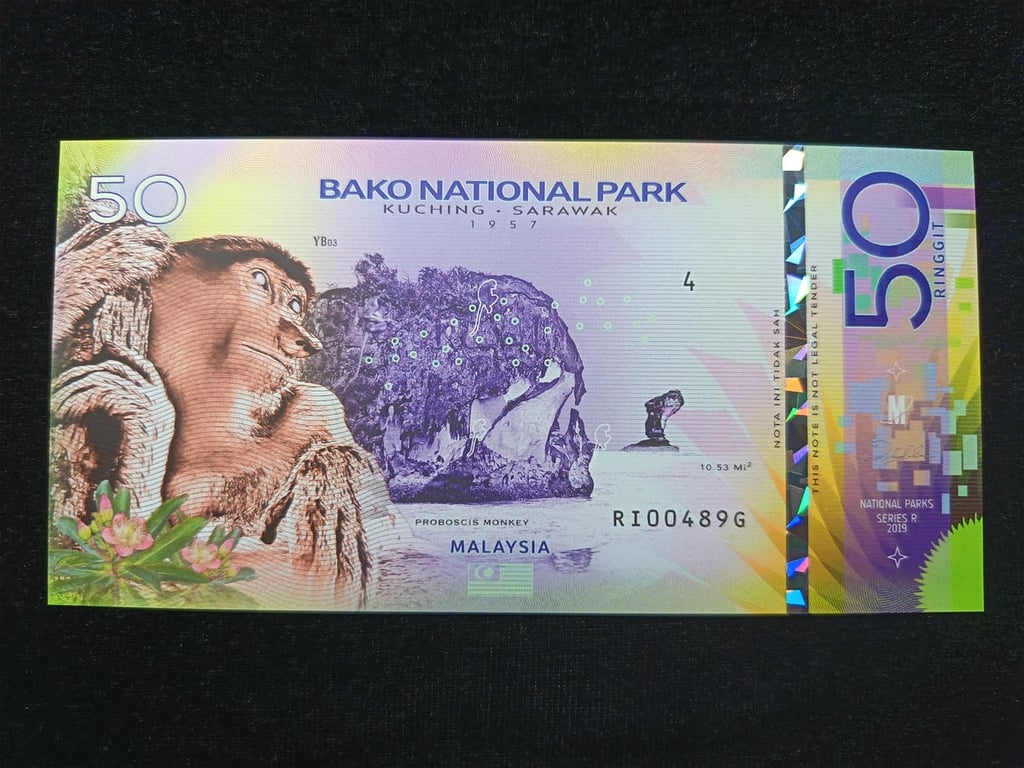 50
BAKO NATIONAL PARK
KUCHING - SARAWAK
1957
YB03
4
10.53 Mi²
PROBOSCIS MONKEY
RI00489G
MALAYSIA
NOTA INI TIDAK SAH
THIS NOTE IS NOT LEGAL TENDER
50
RINGGIT
M
NATIONAL PARKS
SERIES R
2019